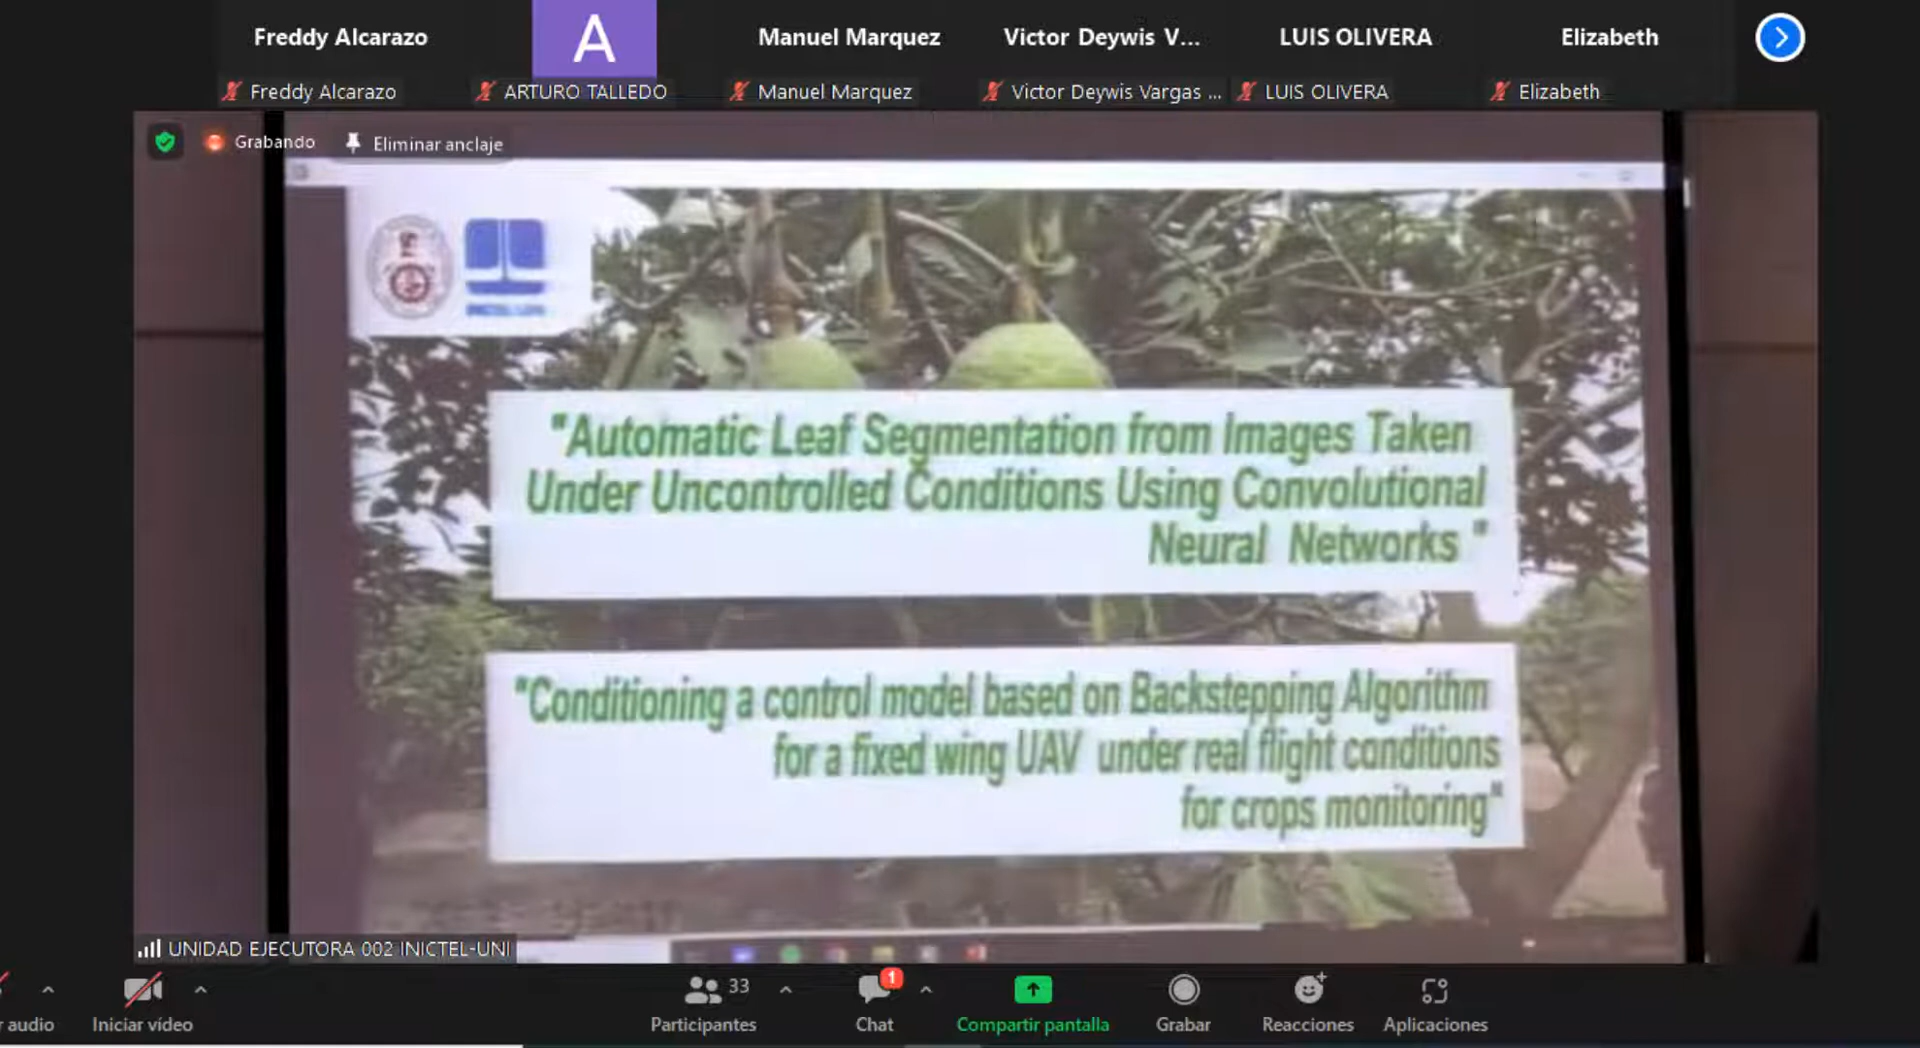 Freddy Alcarazo
A
Manuel Marquez
Victor Deywis V...
LUIS OLIVERA
Elizabeth
Freddy Alcarazo
ARTURO TALLEDO
Manuel Marquez
Victor Deywis Vargas ...
LUIS OLIVERA
Elizabeth
Grabando
Eliminar anclaje
"Automatic Leaf Segmentation from Images Taken
Under Uncontrolled Conditions Using Convolutional
Neural Networks "
"Conditioning a control model based on Backstepping Algorithm
for a fixed wing UAV under real flight conditions
for crops monitoring"
UNIDAD EJECUTORA 002 INICTEL-UNI
audio
Iniciar vídeo
33
Participantes
1
Chat
Compartir pantalla
Grabar
Reacciones
Aplicaciones